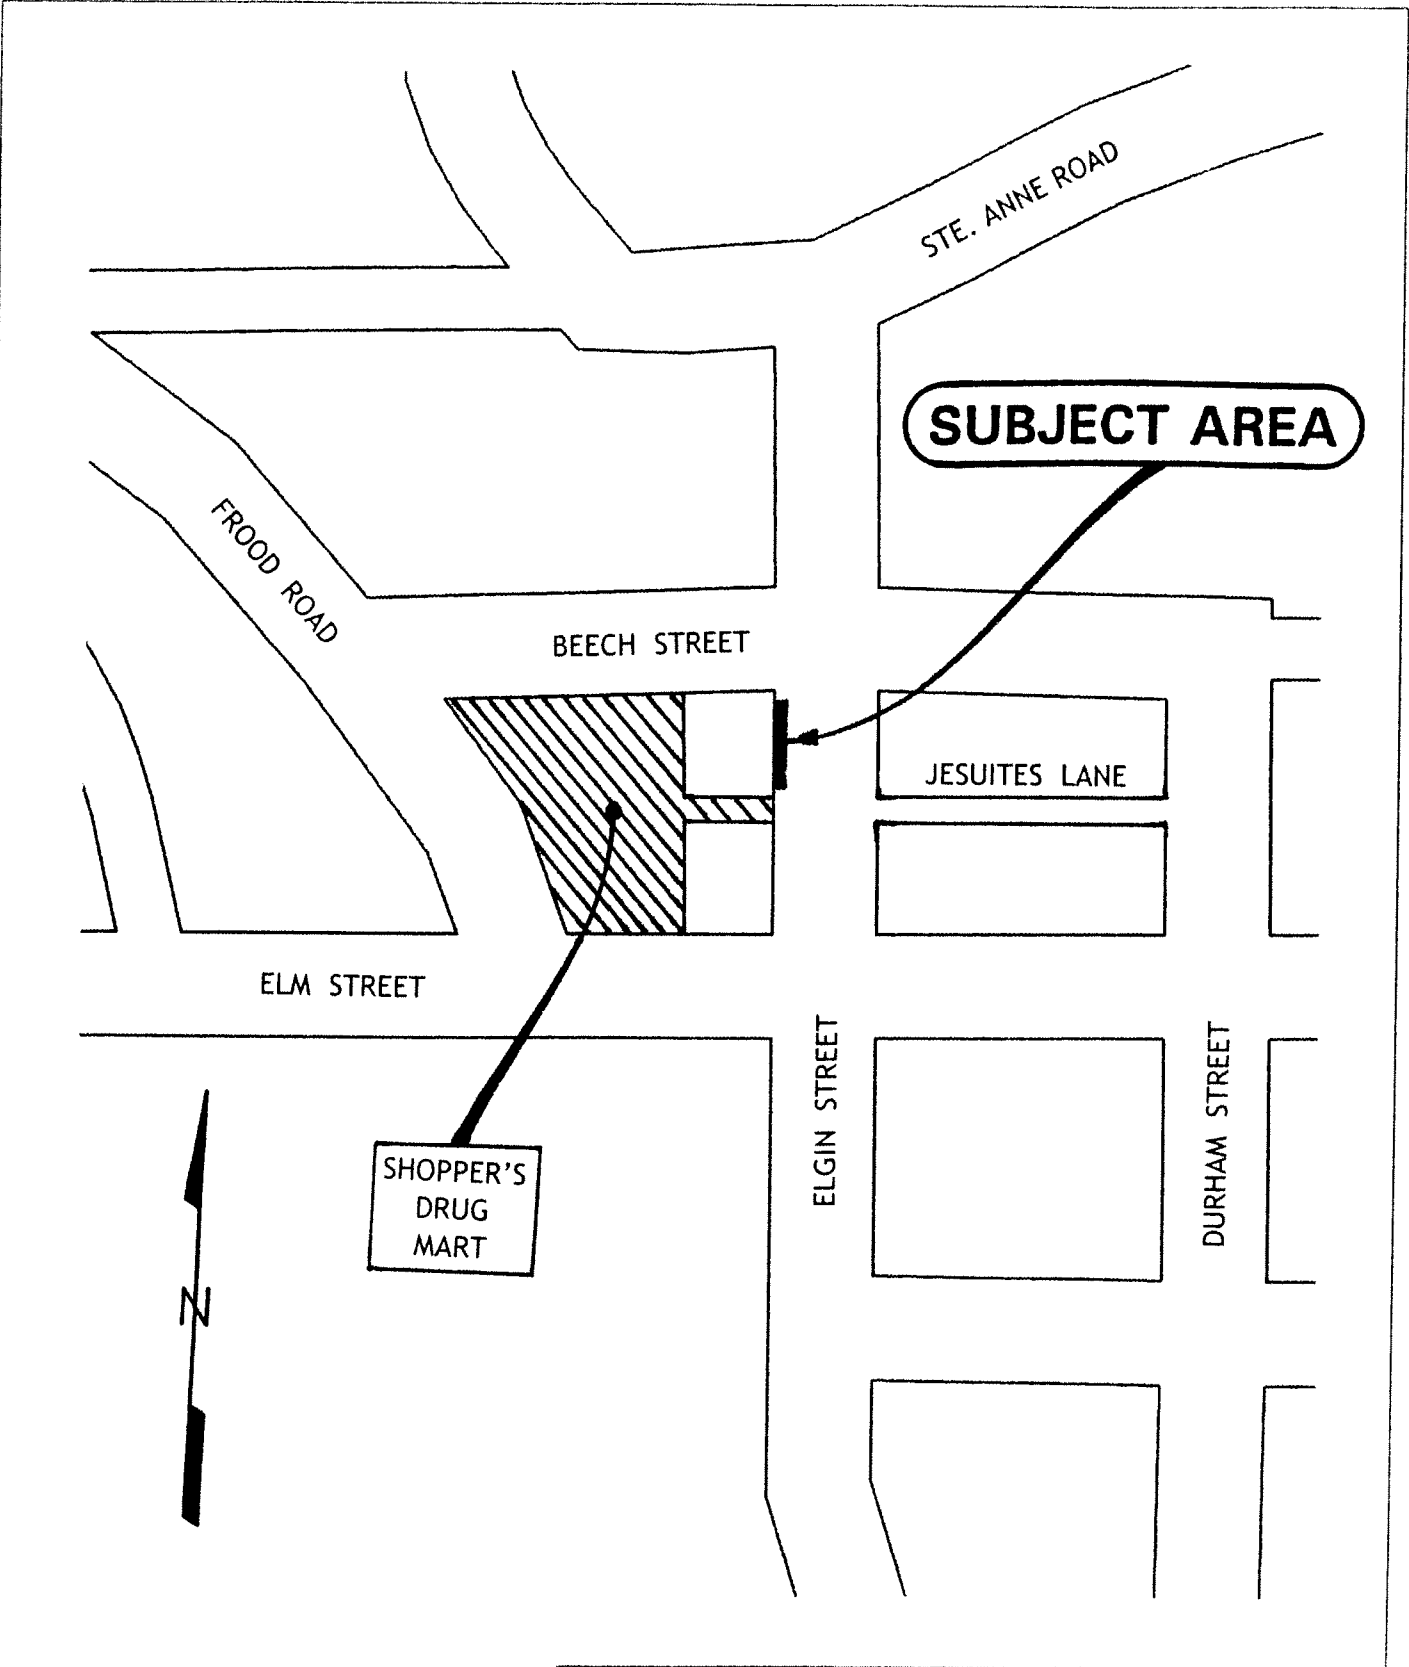 STE. ANNE ROAD
SUBJECT AREA
FROOD ROAD
BEECH STREET
JESUITES LANE
ELM STREET
ELGIN STREET
DURHAM STREET
SHOPPER'S
DRUG
MART
N